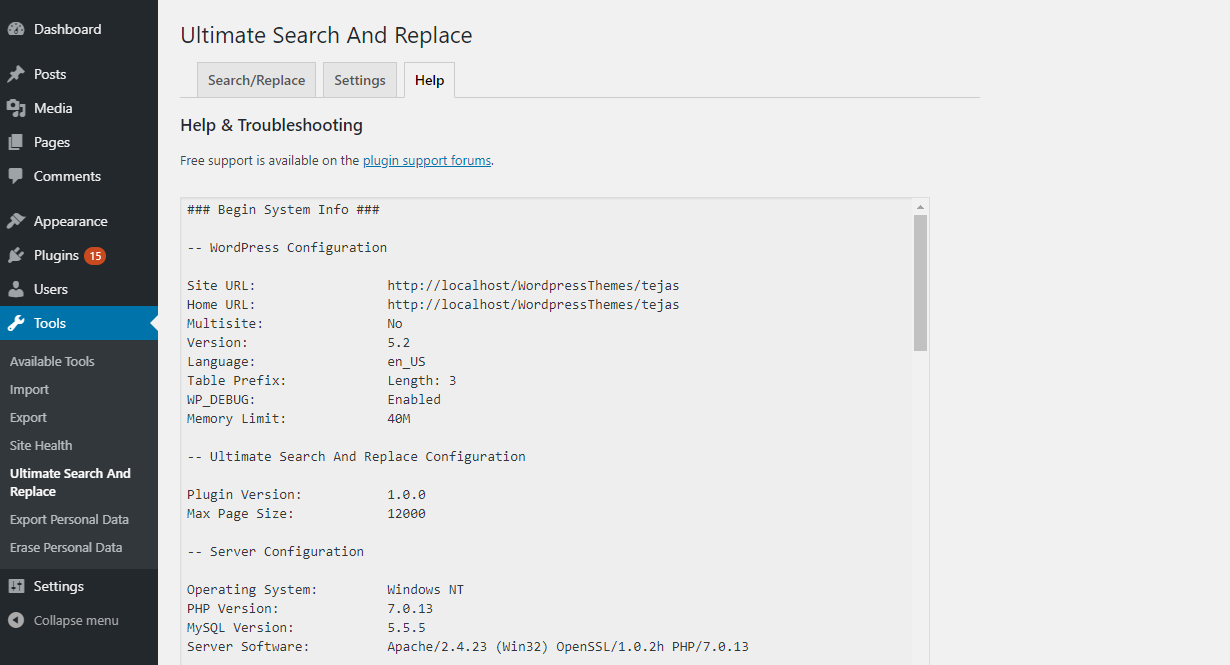 Dashboard
Posts
Media
Pages
Comments
Appearance
Plugins 15
Users
Tools
Available Tools
Import
Export
Site Health
Ultimate Search And
Replace
Export Personal Data
Erase Personal Data
Settings
Collapse menu
Ultimate Search And Replace
Search/Replace Settings Help
Help & Troubleshooting
Free support is available on the plugin support forums.
### Begin System Info ###
-- WordPress Configuration
Site URL: http://localhost/WordpressThemes/tejas
Home URL: http://localhost/WordpressThemes/tejas
Multisite: No
Version: 5.2
Language: en_US
Table Prefix: Length: 3
WP_DEBUG: Enabled
Memory Limit: 40M
-- Ultimate Search And Replace Configuration
Plugin Version: 1.0.0
Max Page Size: 12000
-- Server Configuration
Operating System: Windows NT
PHP Version: 7.0.13
MySQL Version: 5.5.5
Server Software: Apache/2.4.23 (Win32) OpenSSL/1.0.2h PHP/7.0.13